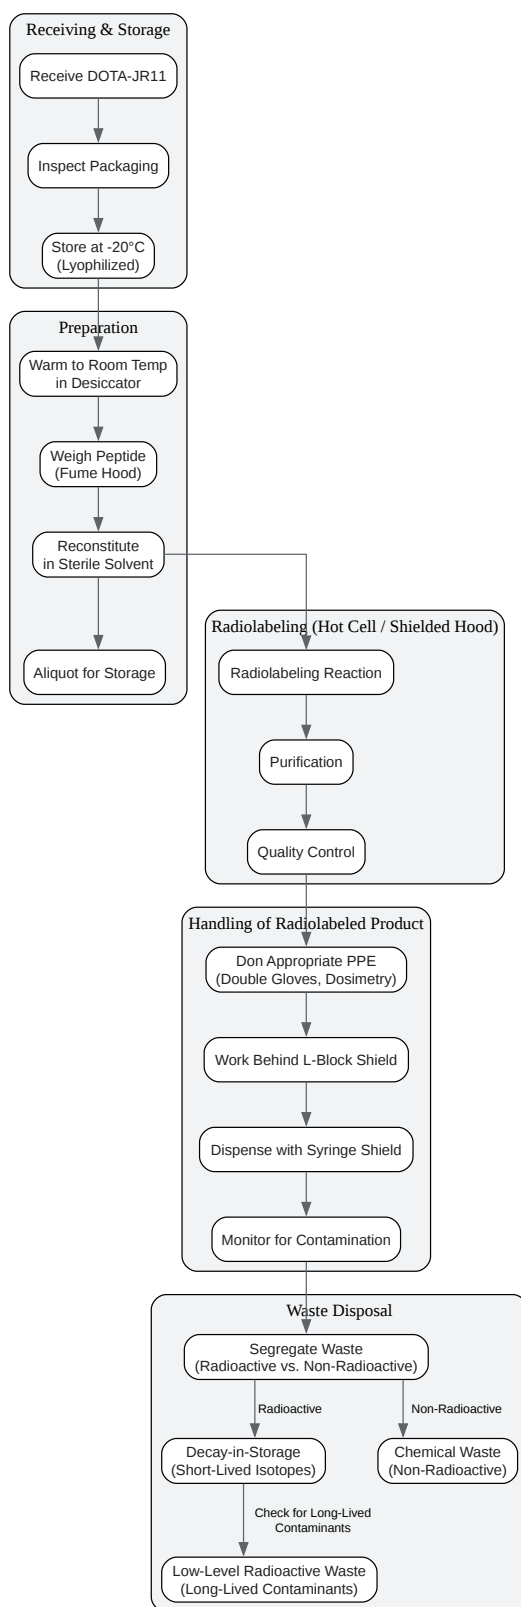 Receiving & Storage
Receive DOTA-JR11
Inspect Packaging
Store at -20°C
(Lyophilized)
Preparation
Warm to Room Temp
in Desiccator
Weigh Peptide
(Fume Hood)
Reconstitute
in Sterile Solvent
Aliquot for Storage
Radiolabeling (Hot Cell / Shielded Hood)
Radiolabeling Reaction
Purification
Quality Control
Handling of Radiolabeled Product
Don Appropriate PPE
(Double Gloves, Dosimetry)
Work Behind L-Block Shield
Dispense with Syringe Shield
Monitor for Contamination
Waste Disposal
Segregate Waste
(Radioactive vs. Non-Radioactive)
Radioactive
Non-Radioactive
Decay-in-Storage
(Short-Lived Isotopes)
Chemical Waste
(Non-Radioactive)
Check for Long-Lived
Contaminants
Low-Level Radioactive Waste
(Long-Lived Contaminants)